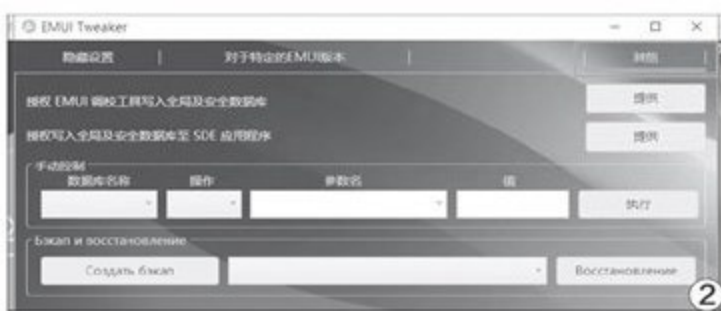 EMUI Tweaker
隐藏设置 | 对于特定的EMUI版本 | 其他
授权 EMUI 调校工具写入全局及安全数据库 提供
授权写入全局及安全数据库至 SDE 应用程序 提供
手动控制
数据库名称 操作 参数名 值
执行
Бэкап и восстановление
Создать бэкап Восстановление
②